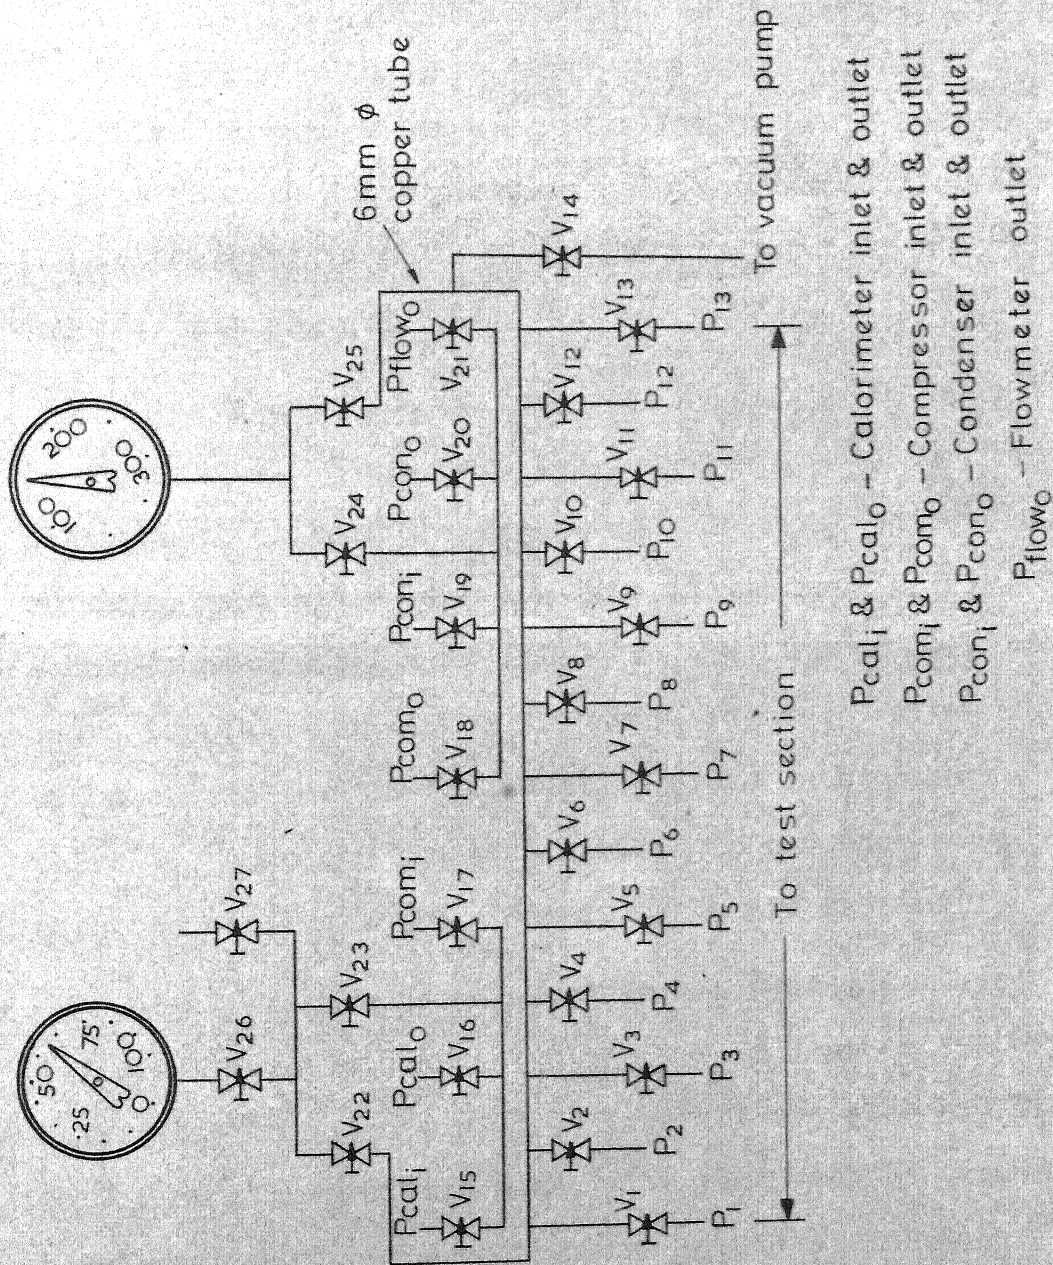 25
50
75
100
0
100
200
300
V27
V26
V23
V22
V25
V24
6mm ϕ
copper tube
Pcali
V15
Pcalo
V16
Pcomi
V17
Pcomo
V18
Pconi
V19
Pcono
V20
Pflowo
V21
V1
V2
V3
V4
V5
V6
V7
V8
V9
V10
V11
V12
V13
V14
P1
P2
P3
P4
P5
P6
P7
P8
P9
P10
P11
P12
P13
To vacuum pump
To test section
Pcali & Pcalo – Calorimeter inlet & outlet
Pcomi & Pcomo – Compressor inlet & outlet
Pconi & Pcono – Condenser inlet & outlet
Pflowo – Flowmeter outlet